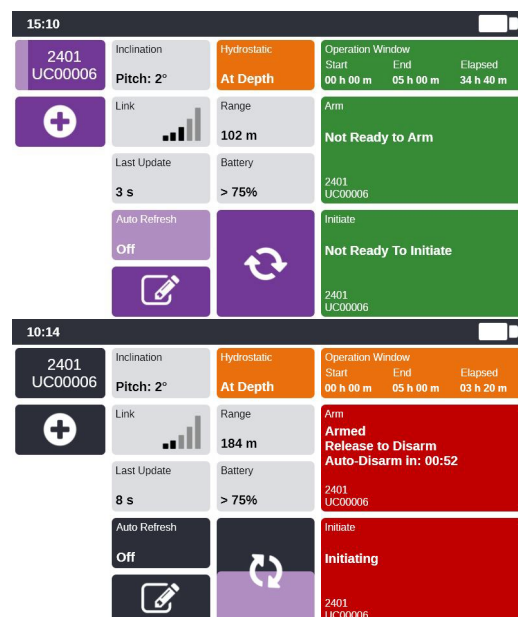 15:10
2401
UC00006
Inclination
Pitch: 2°
Hydrostatic
At Depth
Operation Window
Start End Elapsed
00 h 00 m 05 h 00 m 34 h 40 m
Link
Range
102 m
Arm
Not Ready to Arm
2401
UC00006
Last Update
3 s
Battery
> 75%
Auto Refresh
Off
Initiate
Not Ready To Initiate
2401
UC00006
10:14
2401
UC00006
Inclination
Pitch: 2°
Hydrostatic
At Depth
Operation Window
Start End Elapsed
00 h 00 m 05 h 00 m 03 h 20 m
Link
Range
184 m
Arm
Armed
Release to Disarm
Auto-Disarm in: 00:52
2401
UC00006
Last Update
8 s
Battery
> 75%
Auto Refresh
Off
Initiate
Initiating
2401
UC00006